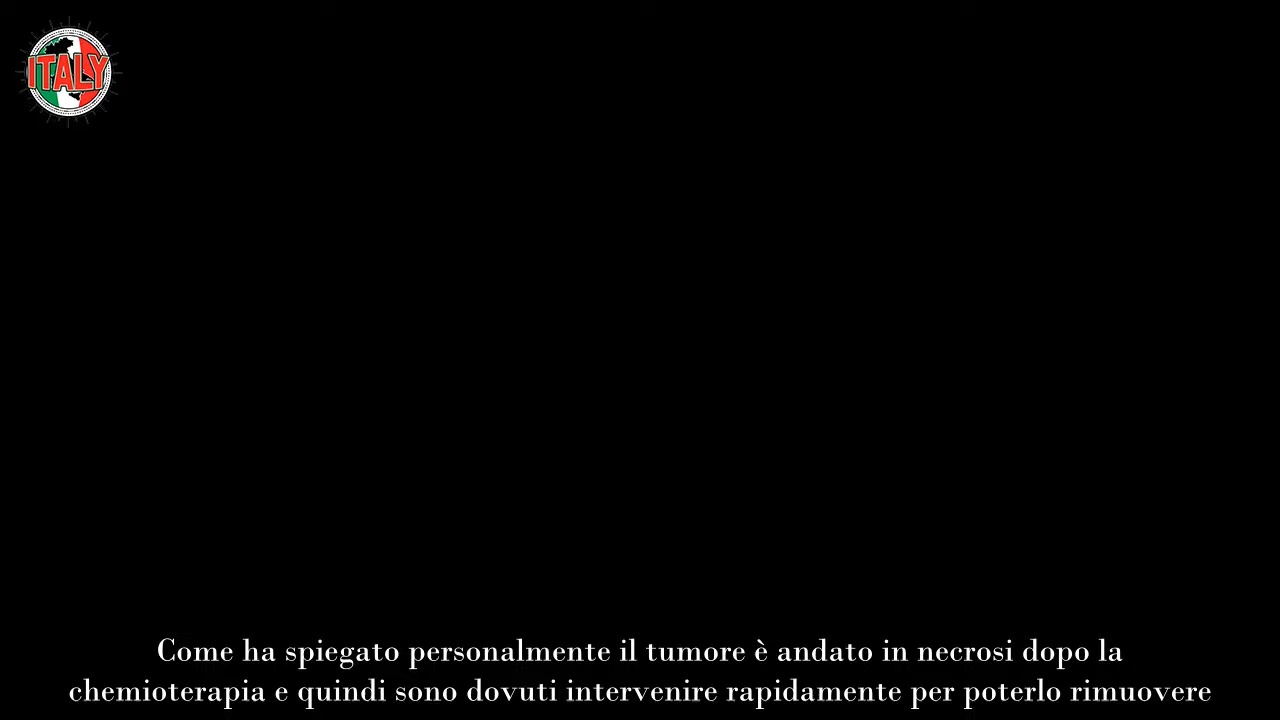 ITALY
Come ha spiegato personalmente il tumore è andato in necrosi dopo la
chemioterapia e quindi sono dovuti intervenire rapidamente per poterlo rimuovere